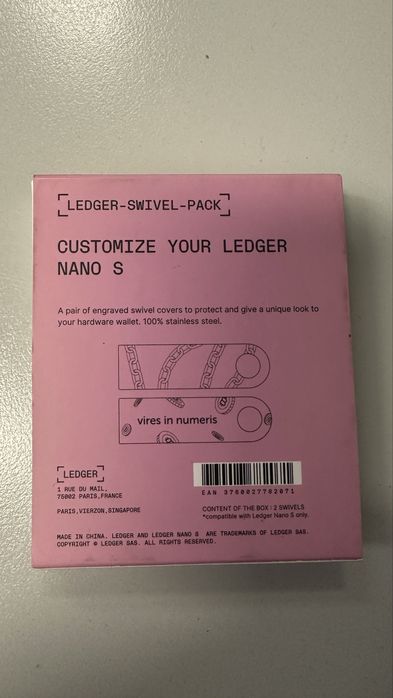 LEDGER-SWIVEL-PACK
CUSTOMIZE YOUR LEDGER
NANO S
A pair of engraved swivel covers to protect and give a unique look to
your hardware wallet. 100% stainless steel.
vires in numeris
LEDGER
1 RUE DU MAIL,
75002 PARIS,FRANCE
PARIS,VIERZON,SINGAPORE
EAN 3760027782071
CONTENT OF THE BOX : 2 SWIVELS
*compatible with Ledger Nano S only.
MADE IN CHINA. LEDGER AND LEDGER NANO S ARE TRADEMARKS OF LEDGER SAS.
COPYRIGHT © LEDGER SAS. ALL RIGHTS RESERVED.